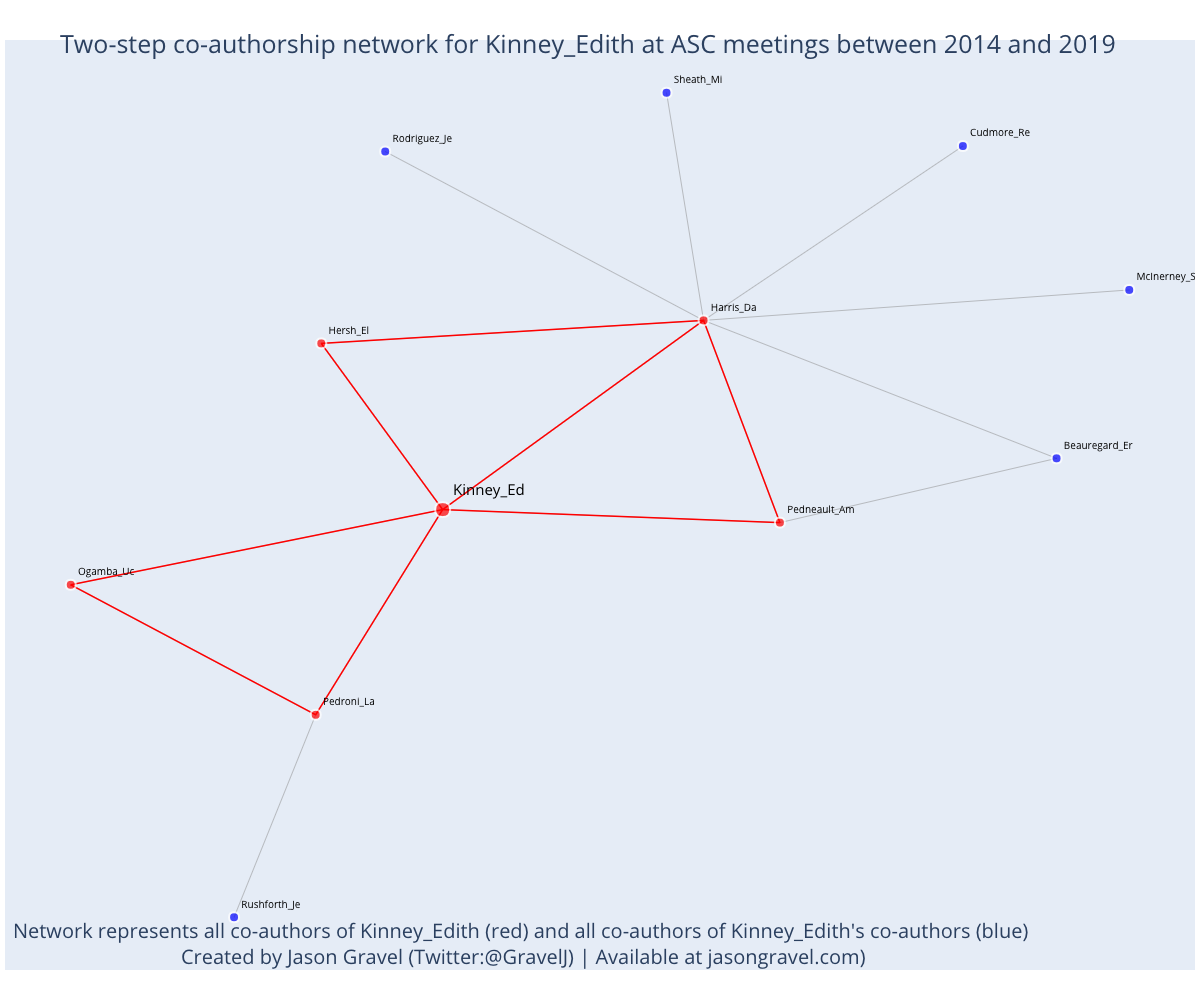 Two-step co-authorship network for Kinney_Edith at ASC meetings between 2014 and 2019
Sheath_Mi
Cudmore_Re
Rodriguez_Je
McInerney_S
Harris_Da
Hersh_El
Beauregard_Er
Kinney_Ed
Pedneault_Am
Ogamba_Uc
Pedroni_La
Rushforth_Je
Network represents all co-authors of Kinney_Edith (red) and all co-authors of Kinney_Edith's co-authors (blue)
Created by Jason Gravel (Twitter:@GravelJ) | Available at jasongravel.com)